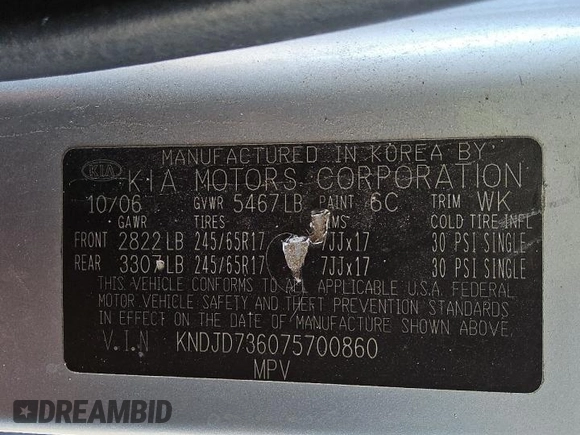 MANUFACTURED IN KOREA BY
KIA KIA MOTORS CORPORATION
10/06 GVWR 5467LB PAINT 6C TRIM WK
GAWR TIRES MS COLD TIRE INFL
FRONT 2822LB 245/65R17 7JJx17 30 PSI SINGLE
REAR 3307LB 245/65R17 7JJx17 30 PSI SINGLE
THIS VEHICLE CONFORMS TO ALL APPLICABLE U.S.A. FEDERAL
MOTOR VEHICLE SAFETY AND THEFT PREVENTION STANDARDS
IN EFFECT ON THE DATE OF MANUFACTURE SHOWN ABOVE.
V.I.N KNDJD736075700860
MPV
DREAMBID